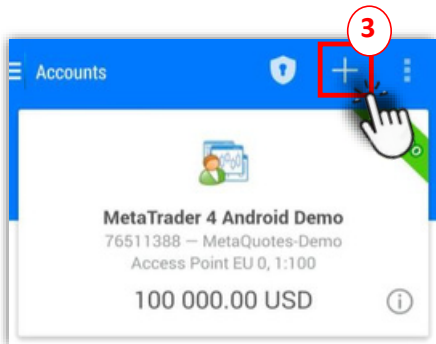 3
Accounts
MetaTrader 4 Android Demo
76511388 — MetaQuotes-Demo
Access Point EU 0, 1:100
100 000.00 USD